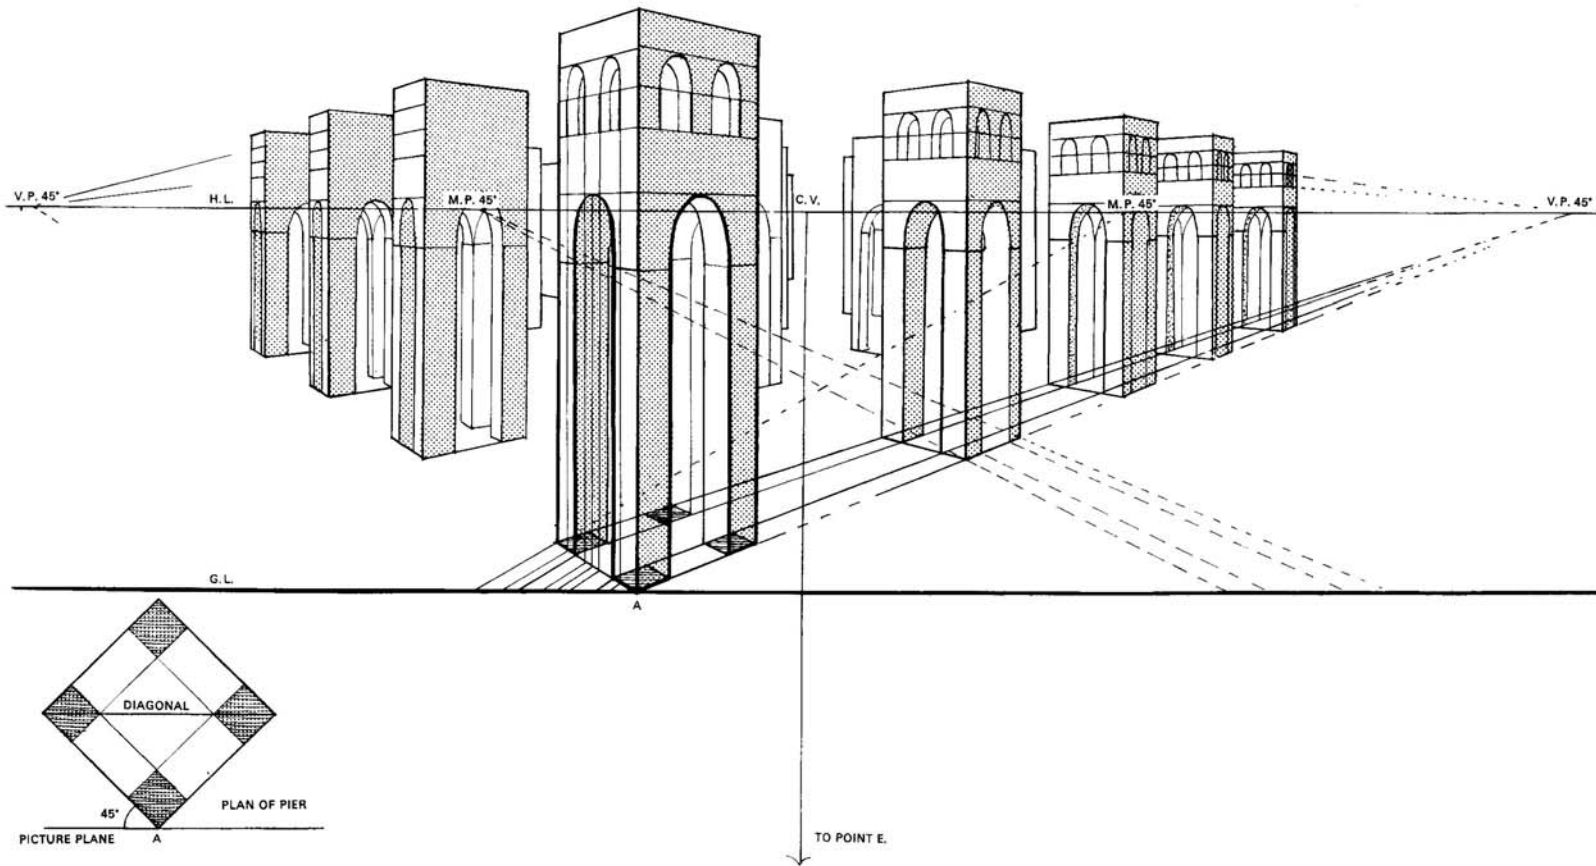 V.P. 45°
H.L.
M.P. 45°
C.V.
M.P. 45°
V.P. 45°
G.L.
A
DIAGONAL
45°
PLAN OF PIER
PICTURE PLANE
A
TO POINT E.